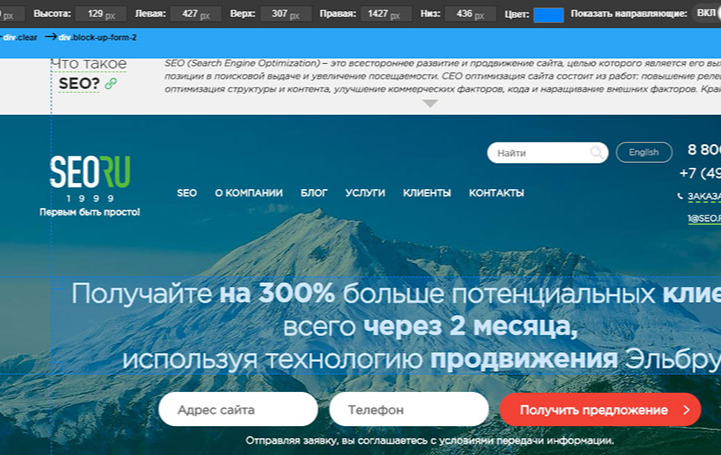 px Высота: 129 px Левая: 427 px Верх: 307 px Правая: 1427 px Низ: 436 px Цвет: Показать направляющие: ВКЛ
div.clear → div.block-up-form-2
Что такое
SEO?
SEO (Search Engine Optimization) – это всестороннее развитие и продвижение сайта, целью которого является его
позиции в поисковой выдаче и увеличение посещаемости. СЕО оптимизация сайта состоит из работ: повышение
оптимизация структуры и контента, улучшение коммерческих факторов, кода и наращивание внешних факторов.
SEORU
1999
Первым быть просто!
Найти
English
8 800
+7 (49
SEO О КОМПАНИИ БЛОГ УСЛУГИ КЛИЕНТЫ КОНТАКТЫ
ЗАКАЗА
1@SEO.
Получайте на 300% больше потенциальных клие
всего через 2 месяца,
используя технологию продвижения Эльбру
Адрес сайта
Телефон
Получить предложение
Отправляя заявку, вы соглашаетесь с условиями передачи информации.